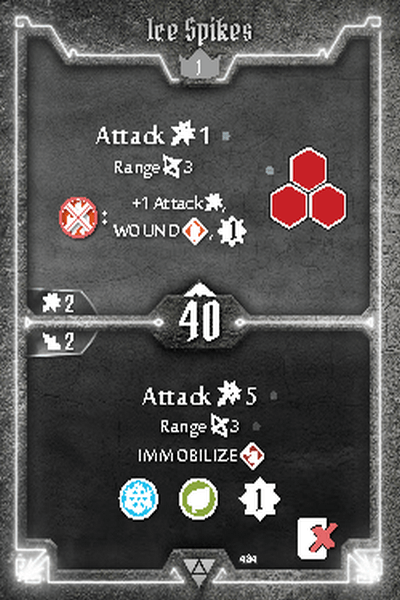 Ice Spikes
1
Attack 1
Range 3
: +1 Attack,
WOUND, 1
2
40
2
Attack 5
Range 3
IMMOBILIZE
1
484